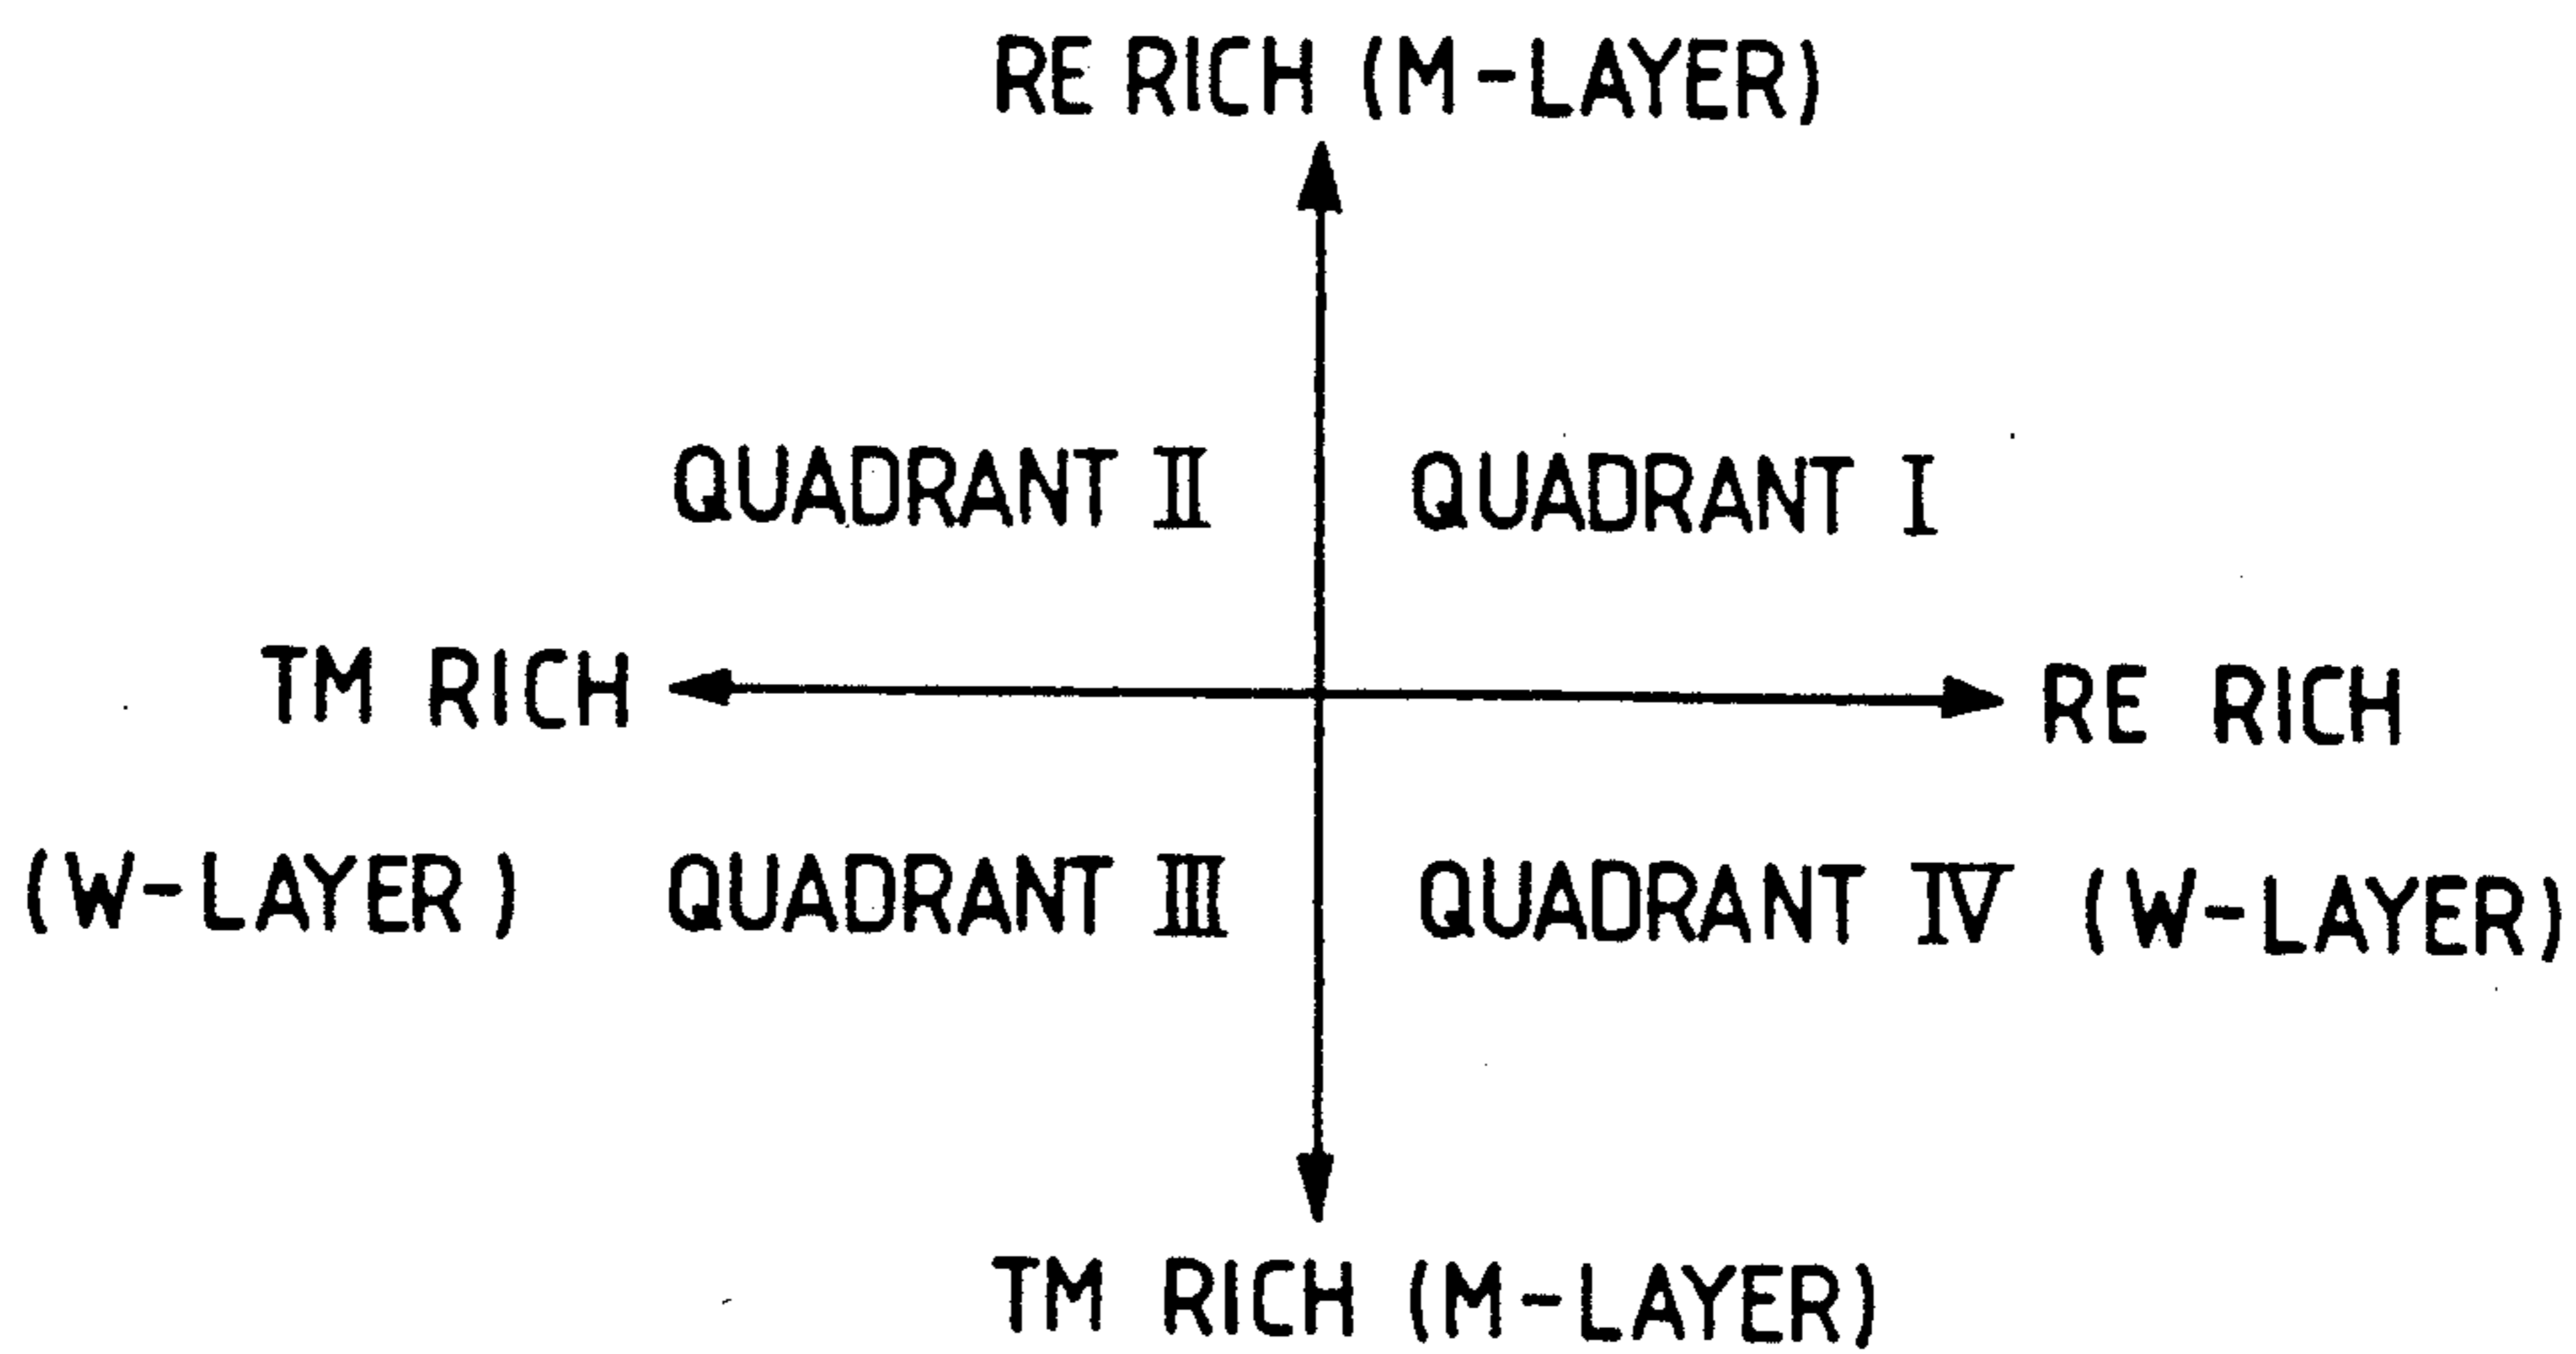 RE RICH (M-LAYER)
QUADRANT II
QUADRANT I
TM RICH
RE RICH
(W-LAYER)
QUADRANT III
QUADRANT IV
(W-LAYER)
TM RICH (M-LAYER)